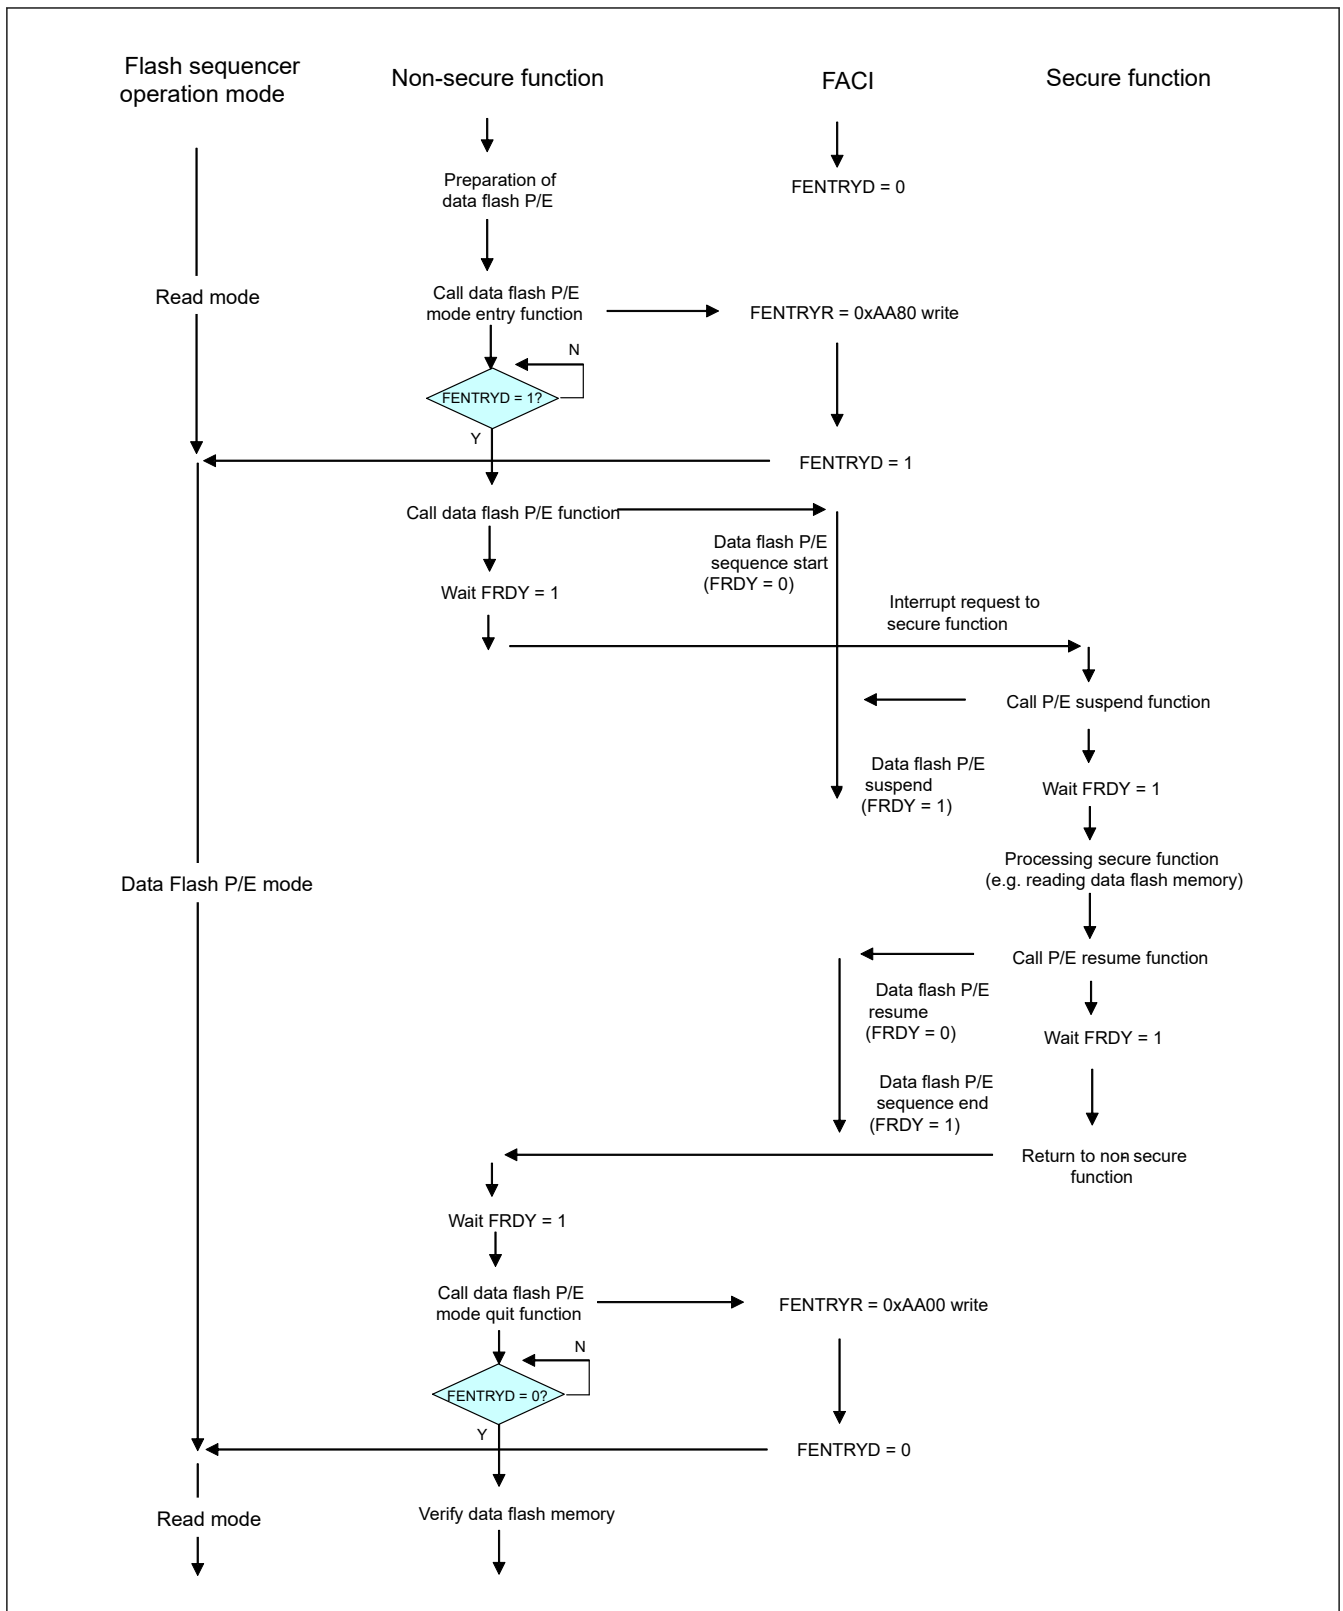 Flash sequencer
operation mode
Non-secure function
FACI
Secure function
Preparation of
data flash P/E
FENTRYD = 0
Read mode
Call data flash P/E
mode entry function
FENTRYR = 0xAA80 write
N
FENTRYD = 1?
Y
FENTRYD = 1
Call data flash P/E function
Data flash P/E
sequence start
(FRDY = 0)
Wait FRDY = 1
Interrupt request to
secure function
Call P/E suspend function
Data flash P/E
suspend
(FRDY = 1)
Wait FRDY = 1
Processing secure function
(e.g. reading data flash memory)
Data Flash P/E mode
Call P/E resume function
Data flash P/E
resume
(FRDY = 0)
Wait FRDY = 1
Data flash P/E
sequence end
(FRDY = 1)
Return to non secure
function
Wait FRDY = 1
Call data flash P/E
mode quit function
FENTRYR = 0xAA00 write
N
FENTRYD = 0?
Y
FENTRYD = 0
Read mode
Verify data flash memory